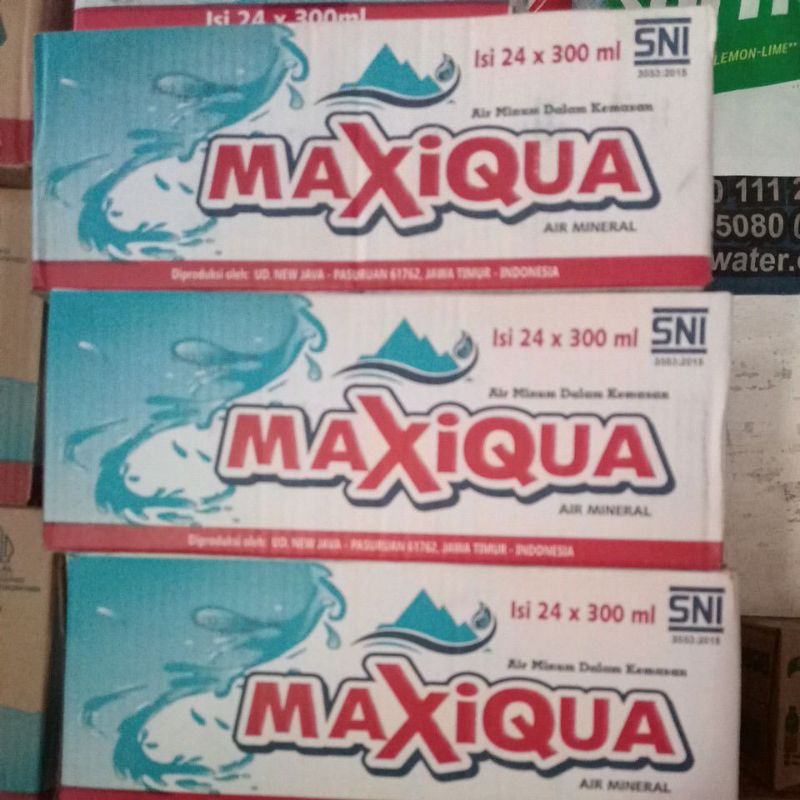 Isi 24 x 300ml
LEMON-LIME
Isi 24 x 300 ml
SNI
3553:2015
Air Minum Dalam Kemasan
MAXiQUA
AIR MINERAL
Diproduksi oleh: UD. NEW JAVA - PASURUAN 61762, JAWA TIMUR - INDONESIA
111
5080
water.
Isi 24 x 300 ml
SNI
3553:2015
Air Minum Dalam Kemasan
MAXiQUA
AIR MINERAL
Diproduksi oleh: UD. NEW JAVA - PASURUAN 61762, JAWA TIMUR - INDONESIA
Isi 24 x 300 ml
SNI
3553:2015
Air Minum Dalam Kemasan
MAXiQUA
AIR MINERAL